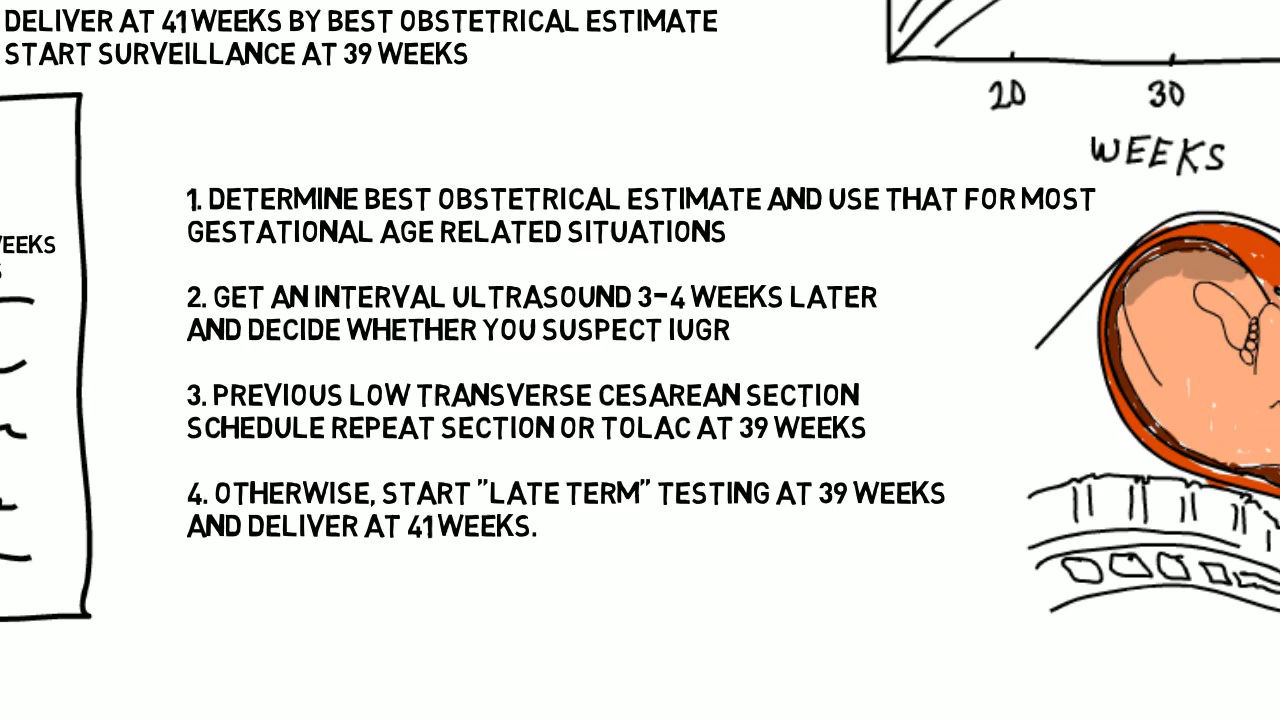 DELIVER AT 41 WEEKS BY BEST OBSTETRICAL ESTIMATE
START SURVEILLANCE AT 39 WEEKS
20 30
WEEKS
1. DETERMINE BEST OBSTETRICAL ESTIMATE AND USE THAT FOR MOST
GESTATIONAL AGE RELATED SITUATIONS
2. GET AN INTERVAL ULTRASOUND 3-4 WEEKS LATER
AND DECIDE WHETHER YOU SUSPECT IUGR
3. PREVIOUS LOW TRANSVERSE CESAREAN SECTION
SCHEDULE REPEAT SECTION OR TOLAC AT 39 WEEKS
4. OTHERWISE, START "LATE TERM" TESTING AT 39 WEEKS
AND DELIVER AT 41 WEEKS.